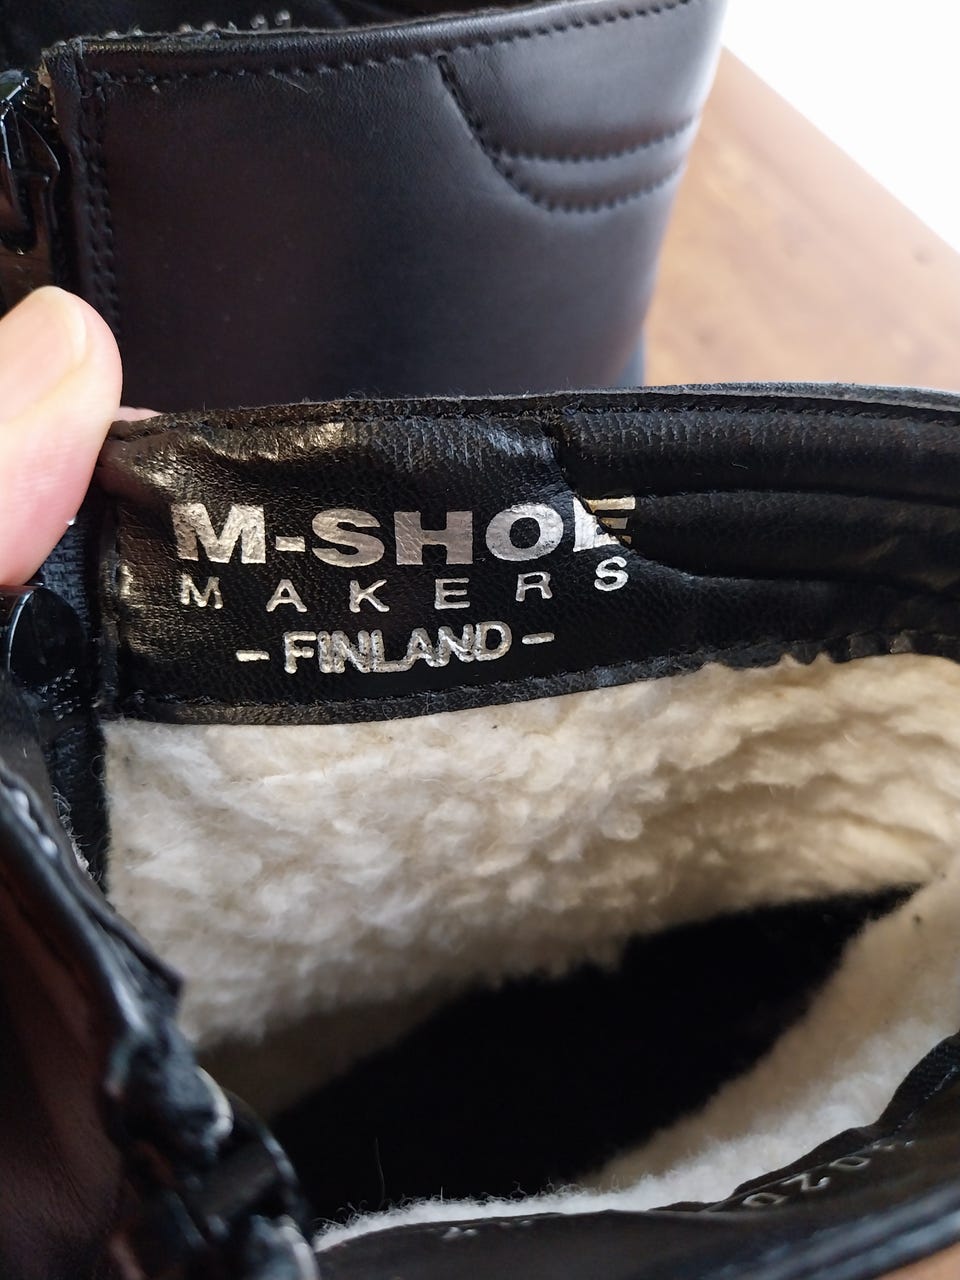 M-SHOE
MAKERS
- FINLAND -